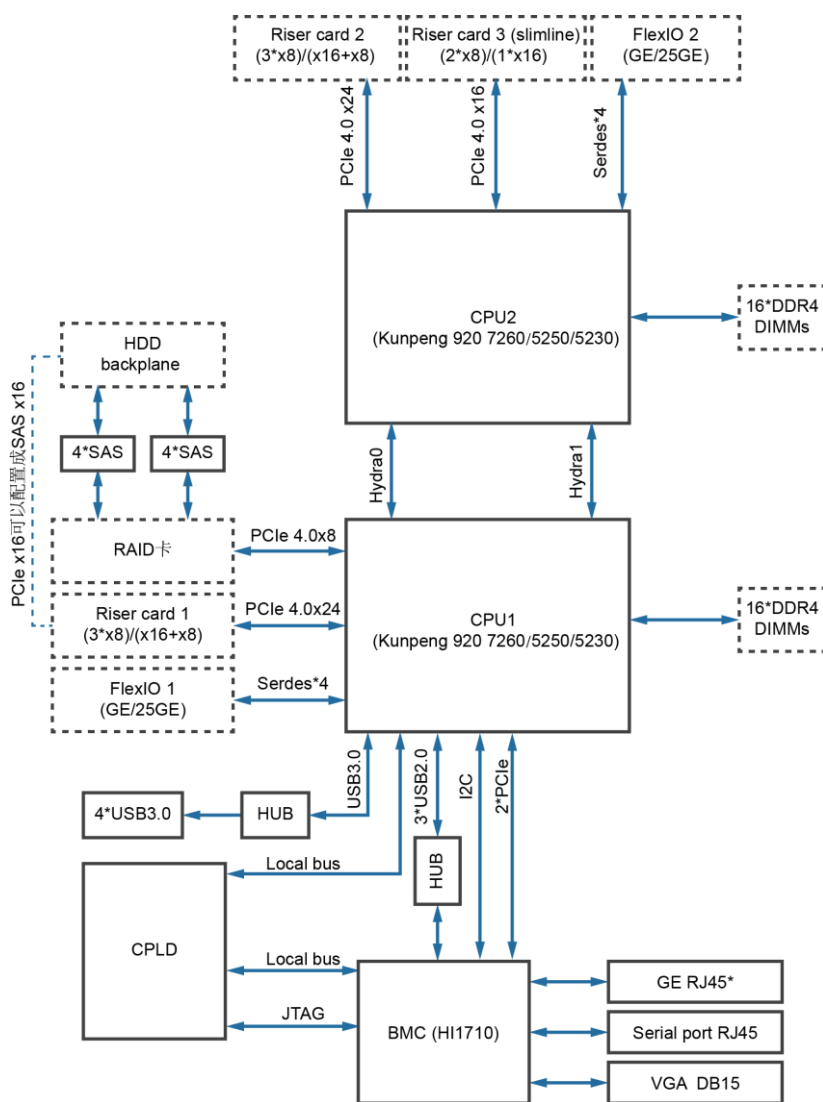 Riser card 2
(3*x8)/(x16+x8)
Riser card 3 (slimline)
(2*x8)/(1*x16)
FlexIO 2
(GE/25GE)
PCIe 4.0 x24
PCIe 4.0 x16
Serdes*4
CPU2
(Kunpeng 920 7260/5250/5230)
16*DDR4
DIMMs
HDD
backplane
PCIe x16可以配置成SAS x16
4*SAS
4*SAS
Hydra0
Hydra1
RAID卡
PCIe 4.0x8
Riser card 1
(3*x8)/(x16+x8)
PCIe 4.0x24
CPU1
(Kunpeng 920 7260/5250/5230)
16*DDR4
DIMMs
FlexIO 1
(GE/25GE)
Serdes*4
USB3.0
3*USB2.0
I2C
2*PCIe
4*USB3.0
HUB
HUB
Local bus
CPLD
Local bus
JTAG
BMC (HI1710)
GE RJ45*
Serial port RJ45
VGA DB15